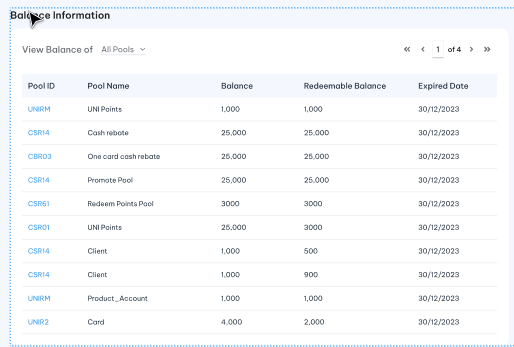 Balance Information
View Balance of All Pools
1 of 4
Pool ID Pool Name Balance Redeemable Balance Expired Date
UNIRM UNI Points 1,000 1,000 30/12/2023
CSR14 Cash rebate 25,000 25,000 30/12/2023
CBR03 One card cash rebate 25,000 25,000 30/12/2023
CSR14 Promote Pool 25,000 25,000 30/12/2023
CSR61 Redeem Points Pool 3000 3000 30/12/2023
CSR01 UNI Points 25,000 3000 30/12/2023
CSR14 Client 1,000 500 30/12/2023
CSR14 Client 1,000 900 30/12/2023
UNIRM Product_Account 1,000 1,000 30/12/2023
UNIR2 Card 4,000 2,000 30/12/2023